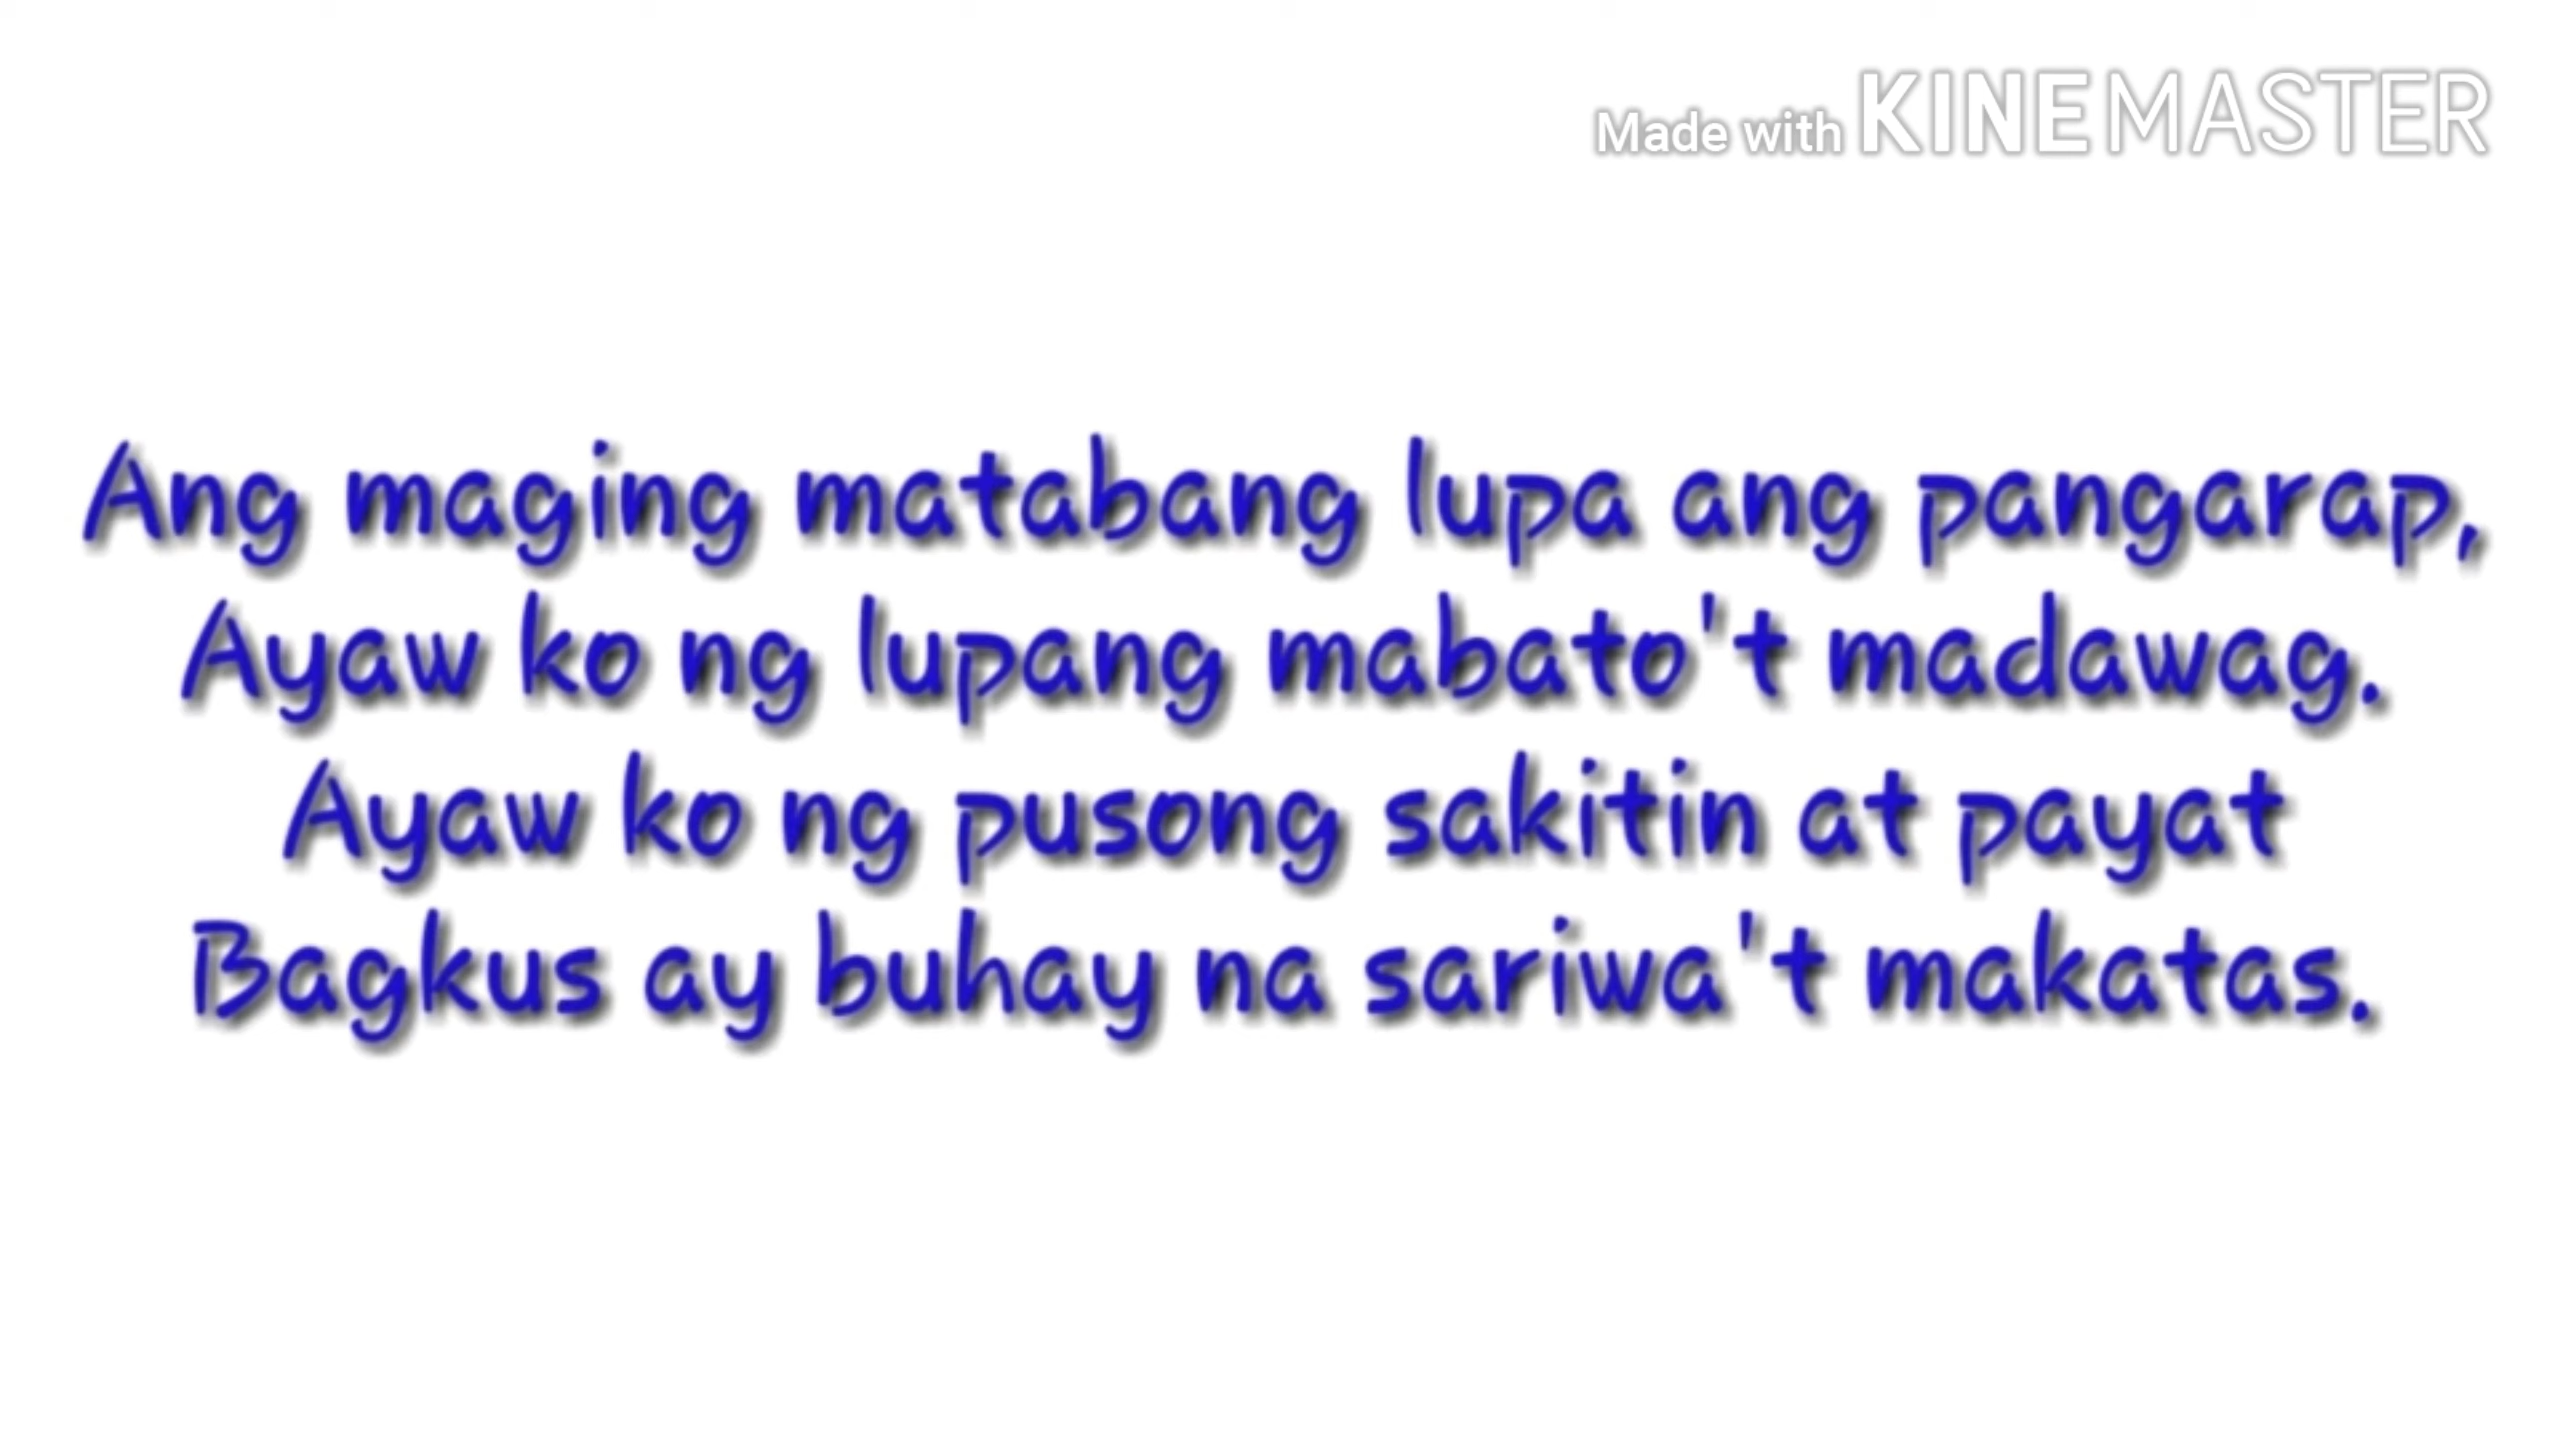 Made with KINEMASTER
Ang maging matabang lupa ang pangarap,
Ayaw ko ng lupang mabato't madawag.
Ayaw ko ng pusong sakitin at payat
Bagkus ay buhay na sariwa't makatas.